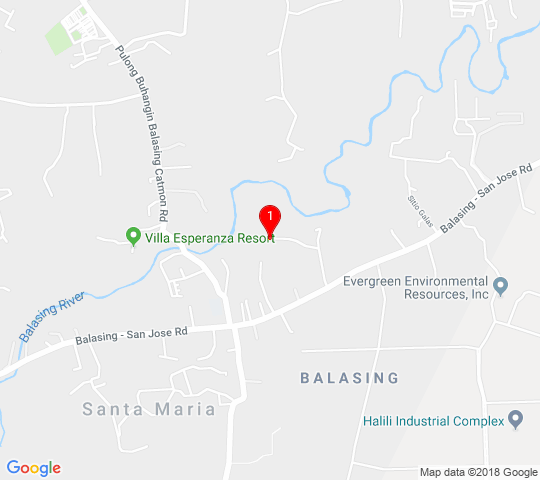 Pulong Buhangin Balasing Catmon Rd
Balasing - San Jose Rd
Sitio Galas
1
Villa Esperanza Resort
Evergreen Environmental
Resources, Inc
Balasing River
Balasing - San Jose Rd
BALASING
Santa Maria
Halili Industrial Complex
Google
Map data ©2018 Google